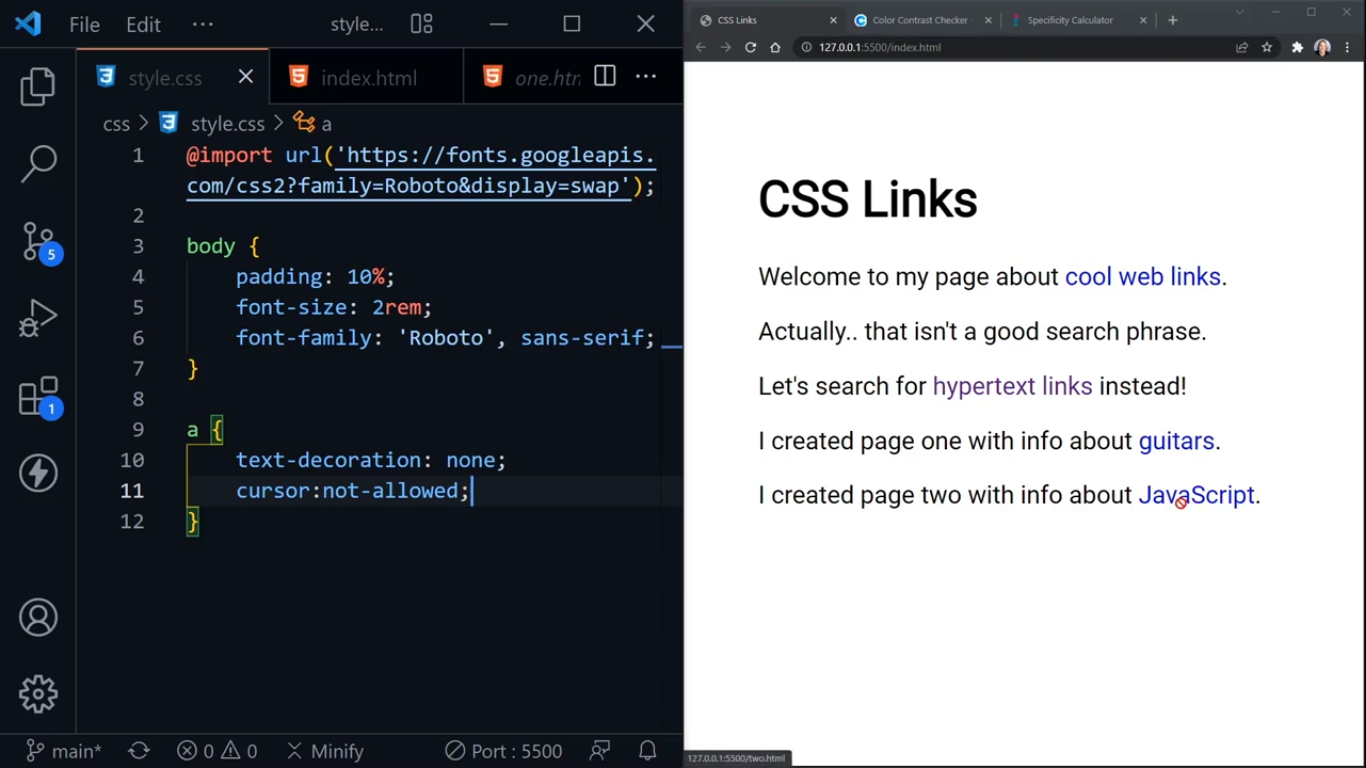 File Edit ··· style...
style.css index.html one.htm
css > style.css > a
1 @import url('https://fonts.googleapis.
com/css2?family=Roboto&display=swap');
2
3 body {
4 padding: 10%;
5 font-size: 2rem;
6 font-family: 'Roboto', sans-serif;
7 }
8
9 a {
10 text-decoration: none;
11 cursor:not-allowed;
12 }
5
1
main* 0 0 Minify Port : 5500
CSS Links Color Contrast Checker - Specificity Calculator
127.0.0.1:5500/index.html
CSS Links
Welcome to my page about cool web links.
Actually.. that isn't a good search phrase.
Let's search for hypertext links instead!
I created page one with info about guitars.
I created page two with info about JavaScript.
127.0.0.1:5500/two.html